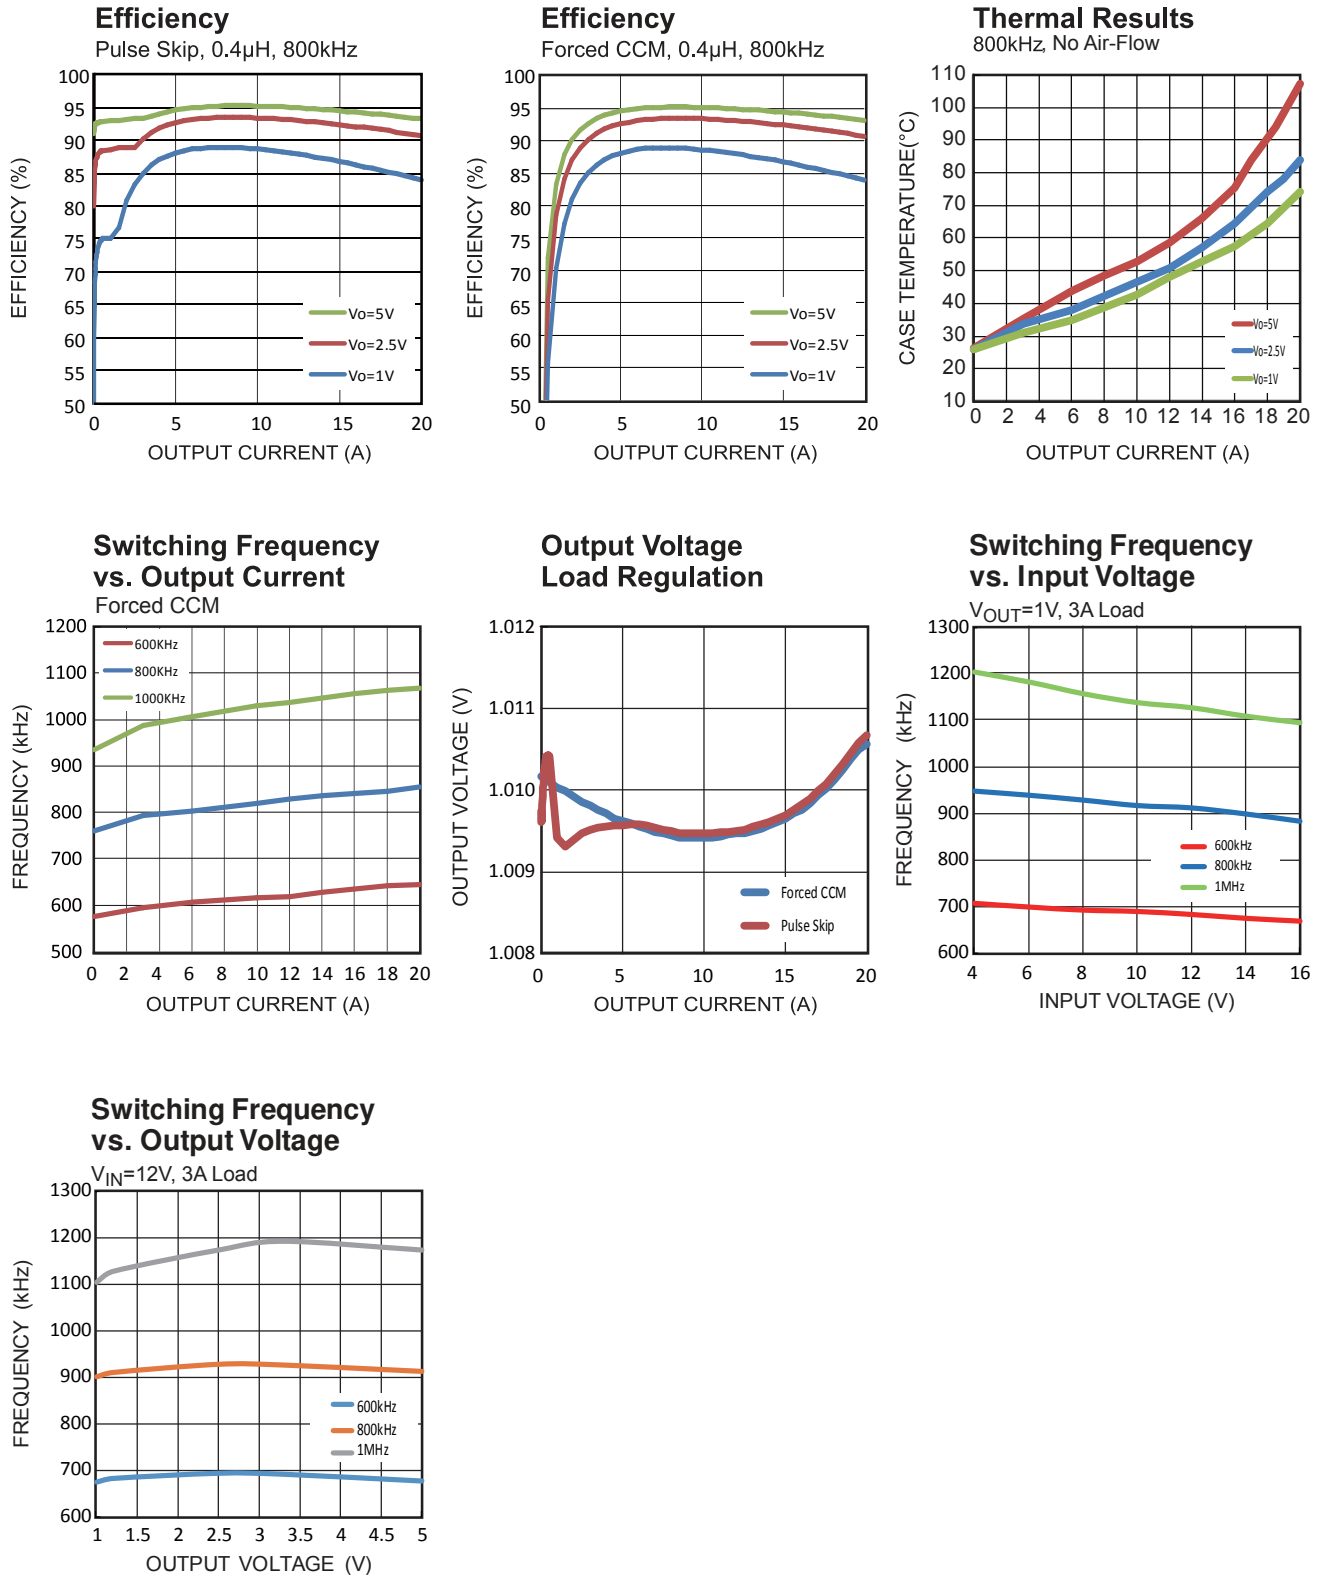 Efficiency
Pulse Skip, 0.4µH, 800kHz
100
95
90
85
80
75
70
65
60
55
50
EFFICIENCY (%)
Vo=5V
Vo=2.5V
Vo=1V
0 5 10 15 20
OUTPUT CURRENT (A)
Efficiency
Forced CCM, 0.4µH, 800kHz
100
95
90
85
80
75
70
65
60
55
50
EFFICIENCY (%)
Vo=5V
Vo=2.5V
Vo=1V
0 5 10 15 20
OUTPUT CURRENT (A)
Thermal Results
800kHz, No Air-Flow
110
100
90
80
70
60
50
40
30
20
10
CASE TEMPERATURE(°C)
Vo=5V
Vo=2.5V
Vo=1V
0 2 4 6 8 10 12 14 16 18 20
OUTPUT CURRENT (A)
Switching Frequency
vs. Output Current
Forced CCM
1200
1100
1000
900
800
700
600
500
FREQUENCY (kHz)
600KHz
800KHz
1000KHz
0 2 4 6 8 10 12 14 16 18 20
OUTPUT CURRENT (A)
Output Voltage
Load Regulation
1.012
1.011
1.010
1.009
1.008
OUTPUT VOLTAGE (V)
Forced CCM
Pulse Skip
0 5 10 15 20
OUTPUT CURRENT (A)
Switching Frequency
vs. Input Voltage
VOUT=1V, 3A Load
1300
1200
1100
1000
900
800
700
600
FREQUENCY (kHz)
600kHz
800kHz
1MHz
4 6 8 10 12 14 16
INPUT VOLTAGE (V)
Switching Frequency
vs. Output Voltage
VIN=12V, 3A Load
1300
1200
1100
1000
900
800
700
600
FREQUENCY (kHz)
600kHz
800kHz
1MHz
1 1.5 2 2.5 3 3.5 4 4.5 5
OUTPUT VOLTAGE (V)